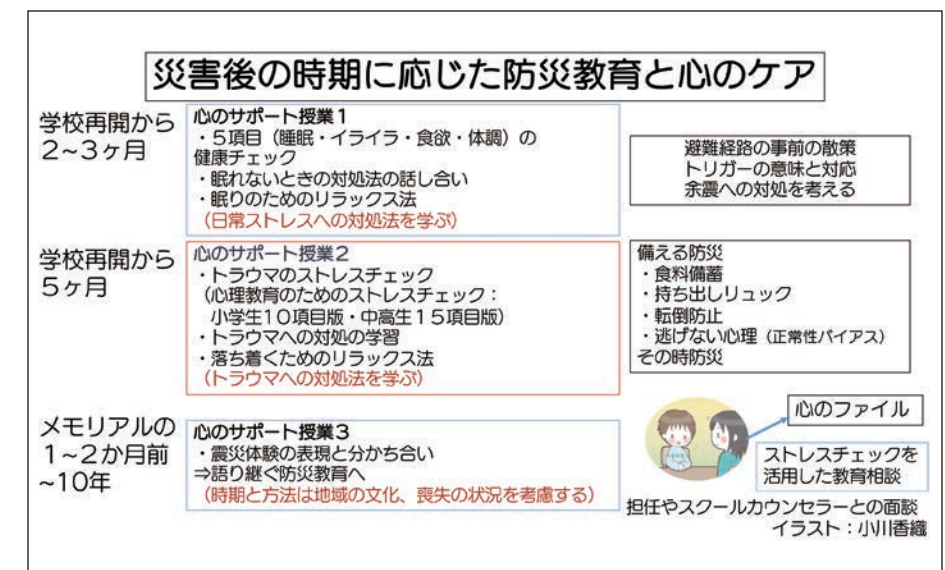 災害後の時期に応じた防災教育と心のケア
学校再開から
2~3ヶ月
心のサポート授業1
・5項目（睡眠・イライラ・食欲・体調）の
健康チェック
・眠れないときの対処法の話し合い
・眠りのためのリラックス法
（日常ストレスへの対処法を学ぶ）
避難経路の事前の散策
トリガーの意味と対応
余震への対処を考える
学校再開から
5ヶ月
心のサポート授業2
・トラウマのストレスチェック
（心理教育のためのストレスチェック：
小学生10項目版・中高生15項目版）
・トラウマへの対処の学習
・落ち着くためのリラックス法
（トラウマへの対処法を学ぶ）
備える防災
・食料備蓄
・持ち出しリュック
・転倒防止
・逃げない心理（正常性バイアス）
その時防災
メモリアルの
1~2か月前
~10年
心のサポート授業3
・震災体験の表現と分かち合い
⇒語り継ぐ防災教育へ
（時期と方法は地域の文化、喪失の状況を考慮する）
心のファイル
ストレスチェックを
活用した教育相談
担任やスクールカウンセラーとの面談
イラスト：小川香織